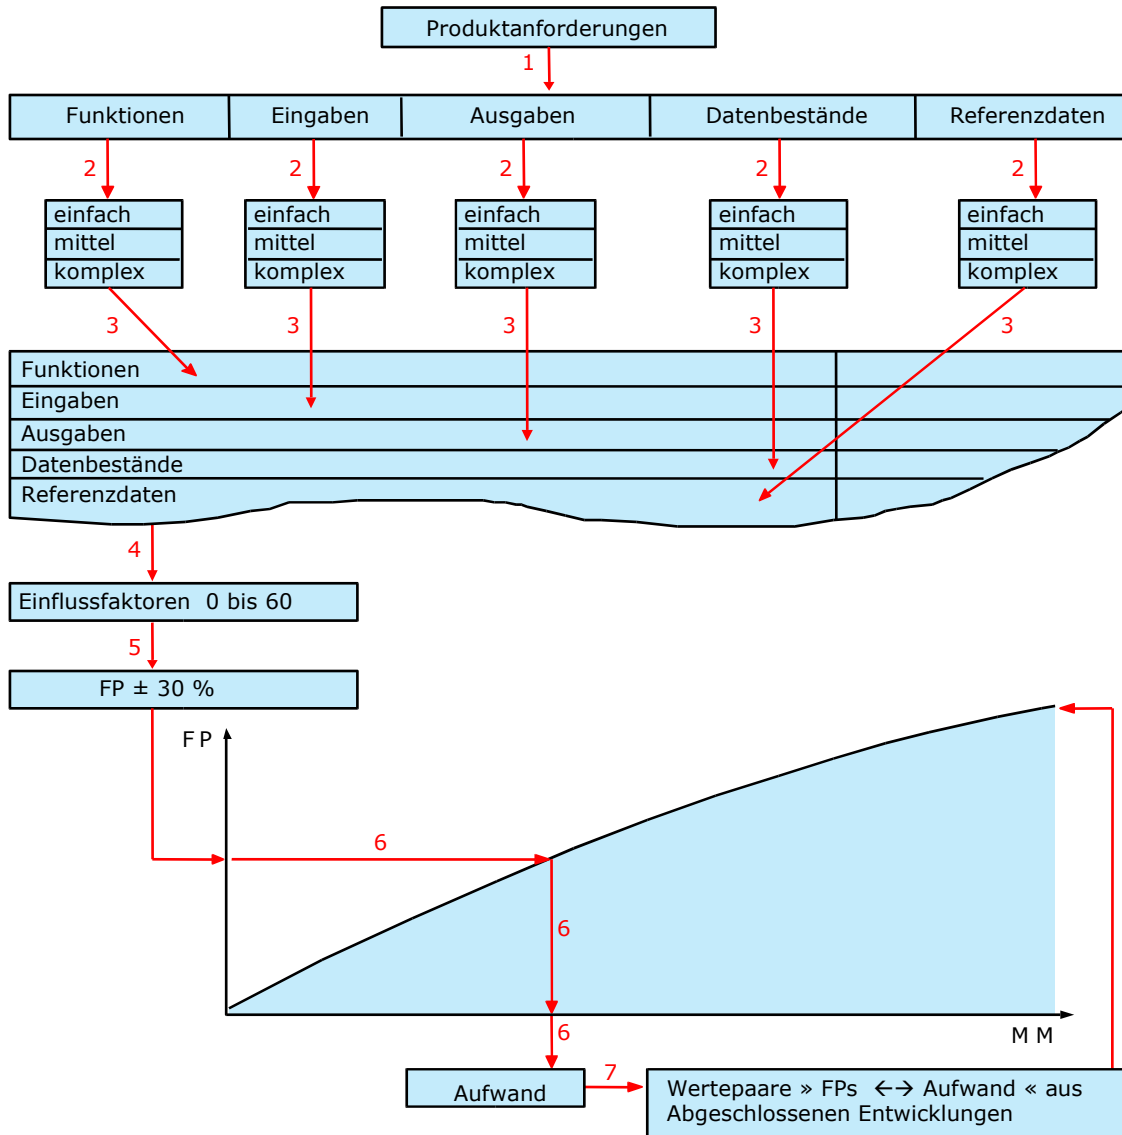 Produktanforderungen
1
Funktionen Eingaben Ausgaben Datenbestände Referenzdaten
2 2 2 2 2
einfach einfach einfach einfach einfach
mittel mittel mittel mittel mittel
komplex komplex komplex komplex komplex
3 3 3 3 3
Funktionen
Eingaben
Ausgaben
Datenbestände
Referenzdaten
4
Einflussfaktoren 0 bis 60
5
FP ± 30 %
FP
6
6
6
MM
Aufwand
7
Wertepaare » FPs ←→ Aufwand « aus
Abgeschlossenen Entwicklungen